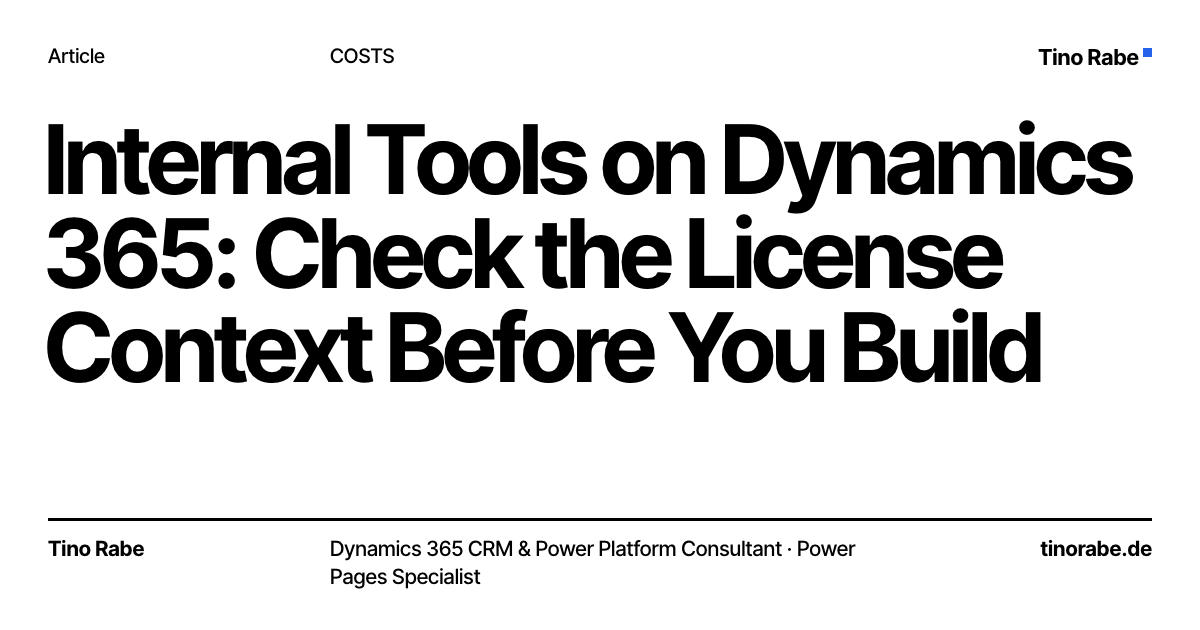 Article
COSTS
Tino Rabe
Internal Tools on Dynamics
365: Check the License
Context Before You Build
Tino Rabe
Dynamics 365 CRM & Power Platform Consultant · Power
Pages Specialist
tinorabe.de